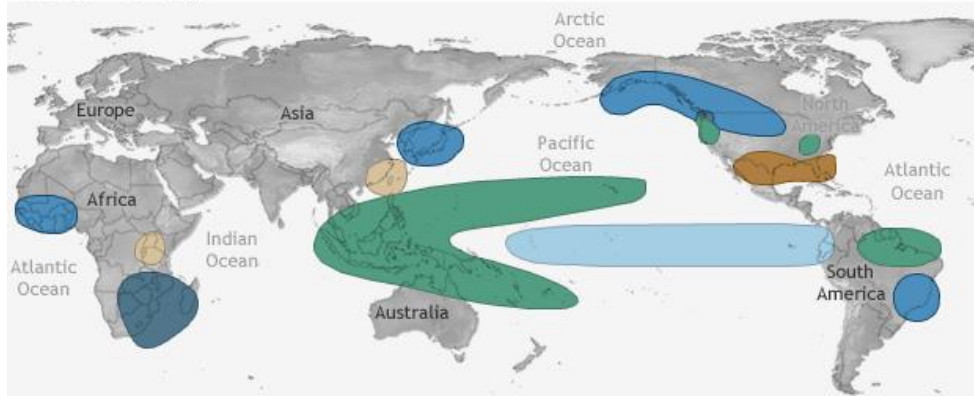 Arctic
Ocean
Europe
Asia
North
America
Pacific
Ocean
Atlantic
Ocean
Africa
Indian
Ocean
Atlantic
Ocean
South
America
Australia